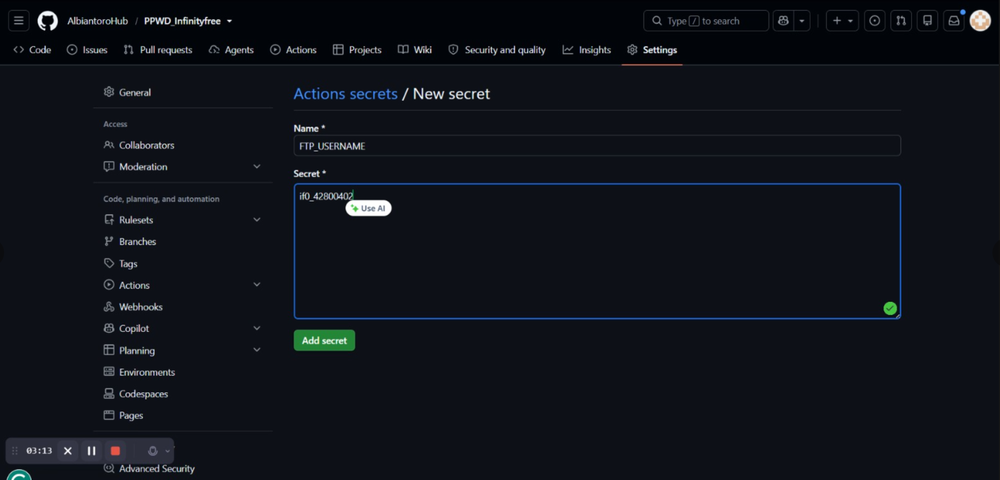 AlbiantoroHub / PPWD_Infinityfree
Type / to search
Code
Issues
Pull requests
Agents
Actions
Projects
Wiki
Security and quality
Insights
Settings
General
Access
Collaborators
Moderation
Code, planning, and automation
Rulesets
Branches
Tags
Actions
Webhooks
Copilot
Planning
Environments
Codespaces
Pages
Advanced Security
Actions secrets / New secret
Name *
FTP_USERNAME
Secret *
if0_42800402
Use AI
Add secret
03:13